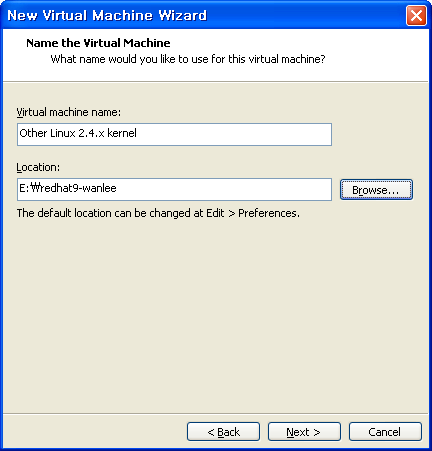 New Virtual Machine Wizard
Name the Virtual Machine
What name would you like to use for this virtual machine?
Virtual machine name:
Other Linux 2.4.x kernel
Location:
E:₩redhat9-wanlee
Browse...
The default location can be changed at Edit > Preferences.
< Back
Next >
Cancel